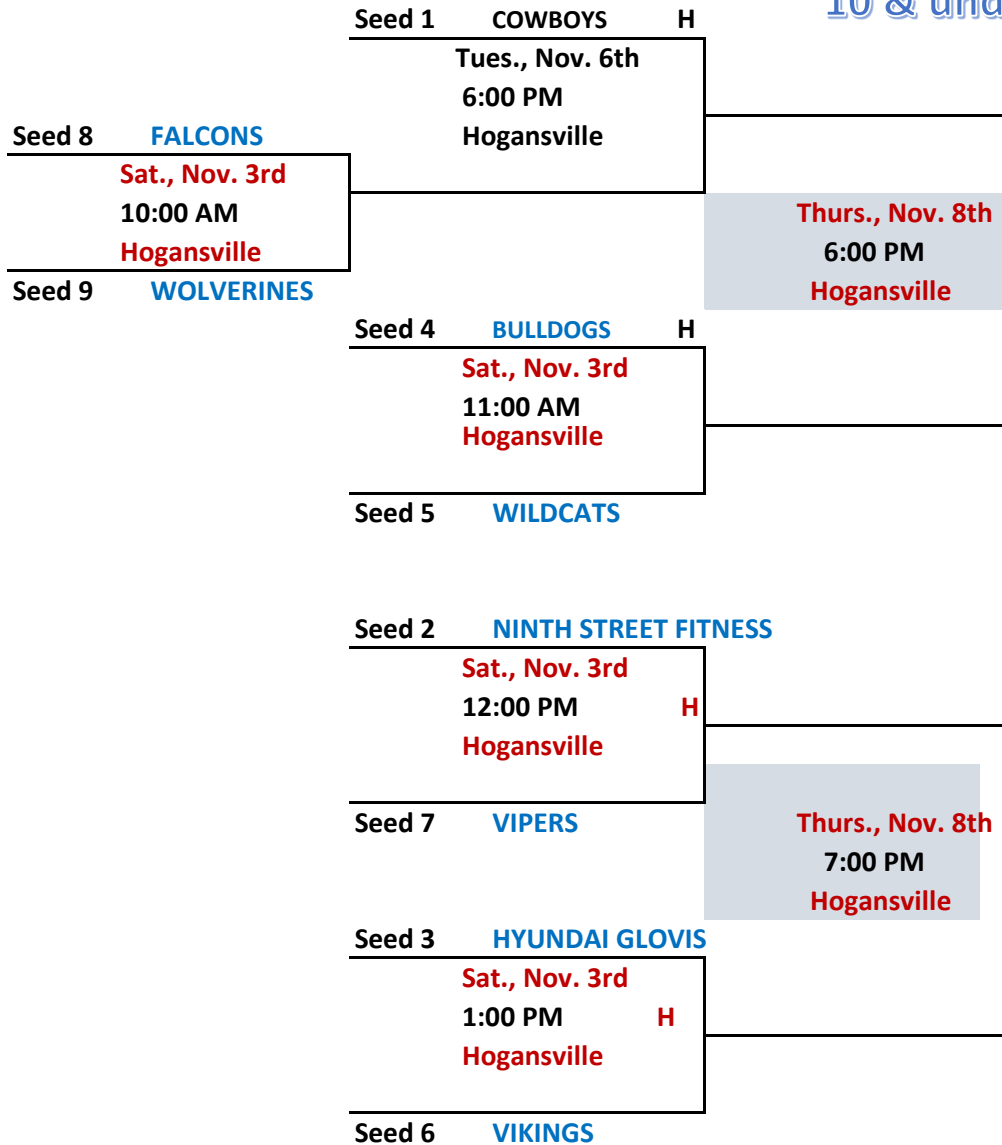 10 & und
Seed 1 COWBOYS H
Tues., Nov. 6th
6:00 PM
Hogansville
Seed 8 FALCONS
Sat., Nov. 3rd
10:00 AM
Hogansville
Seed 9 WOLVERINES
Thurs., Nov. 8th
6:00 PM
Hogansville
Seed 4 BULLDOGS H
Sat., Nov. 3rd
11:00 AM
Hogansville
Seed 5 WILDCATS
Seed 2 NINTH STREET FITNESS
Sat., Nov. 3rd
12:00 PM H
Hogansville
Seed 7 VIPERS
Thurs., Nov. 8th
7:00 PM
Hogansville
Seed 3 HYUNDAI GLOVIS
Sat., Nov. 3rd
1:00 PM H
Hogansville
Seed 6 VIKINGS